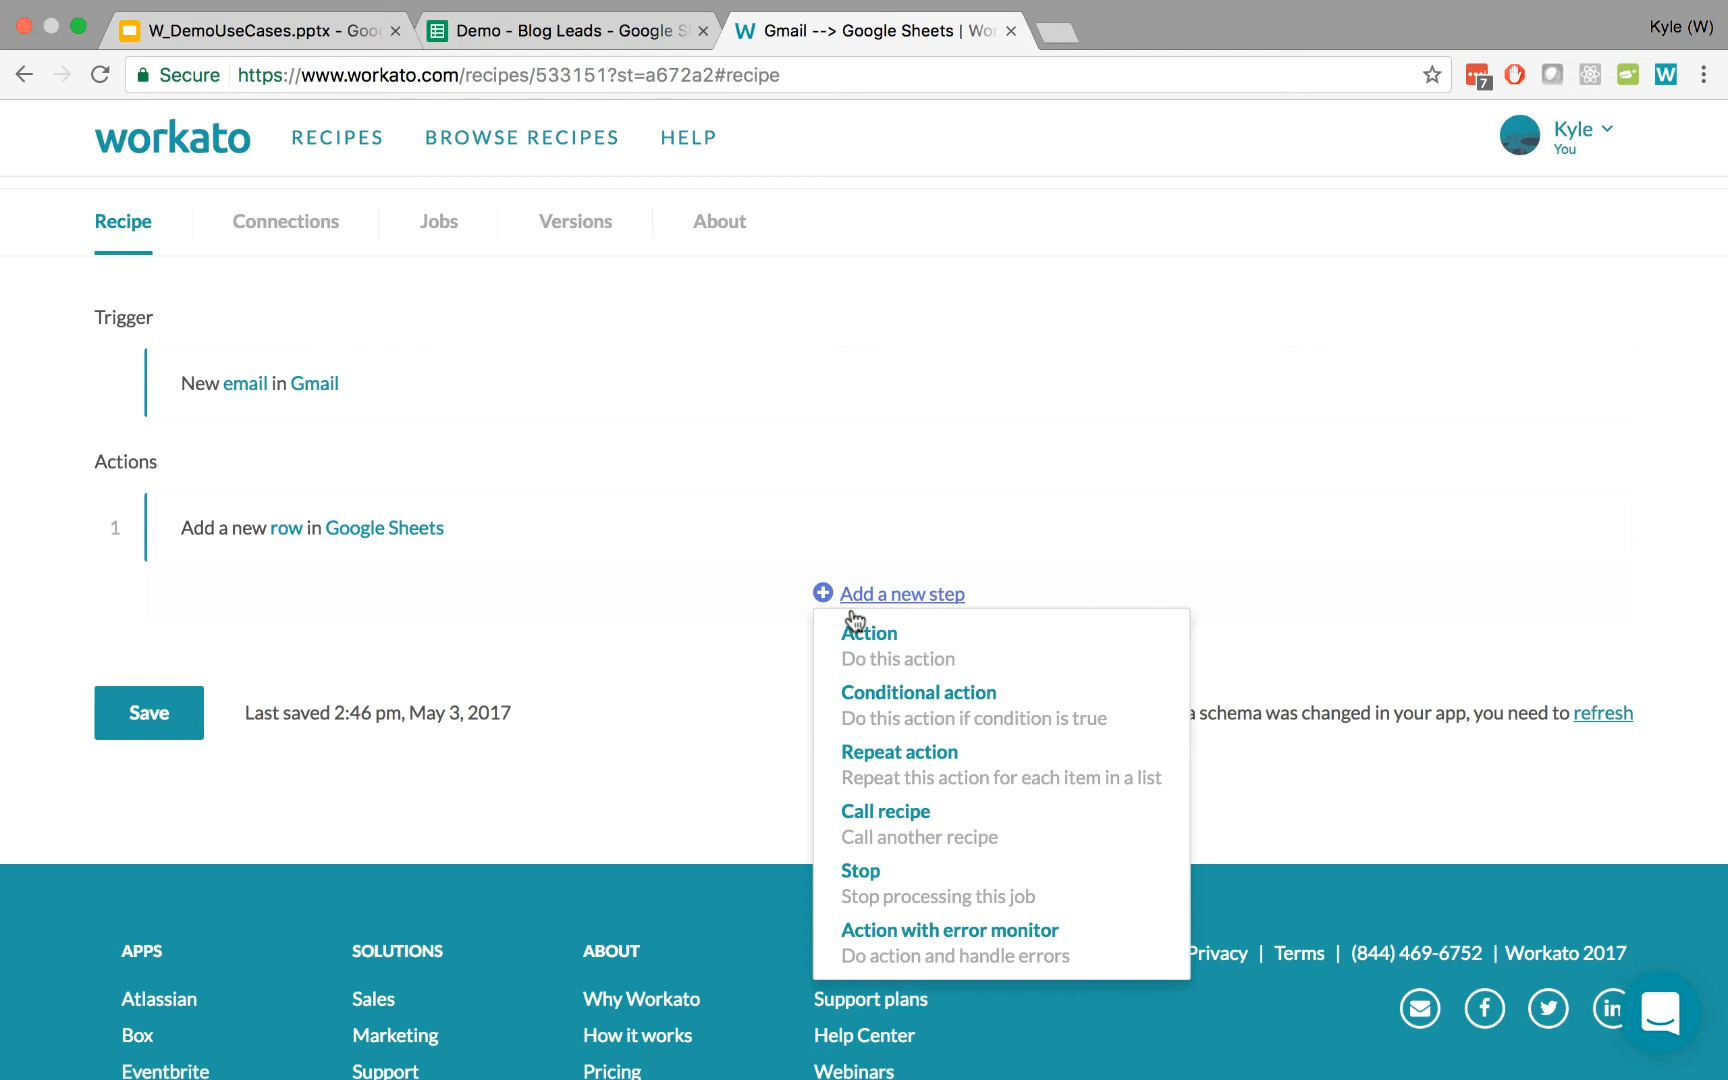 W_DemoUseCases.pptx - Goo
Demo - Blog Leads - Google S
Gmail --> Google Sheets | Wor
Kyle (W)
Secure
https://www.workato.com/recipes/533151?st=a672a2#recipe
7
W
workato
RECIPES
BROWSE RECIPES
HELP
Kyle
You
Recipe
Connections
Jobs
Versions
About
Trigger
New email in Gmail
Actions
1
Add a new row in Google Sheets
Add a new step
Action
Do this action
Conditional action
Do this action if condition is true
Repeat action
Repeat this action for each item in a list
Call recipe
Call another recipe
Stop
Stop processing this job
Action with error monitor
Do action and handle errors
Save
Last saved 2:46 pm, May 3, 2017
a schema was changed in your app, you need to refresh
APPS
Atlassian
Box
Eventbrite
SOLUTIONS
Sales
Marketing
Support
ABOUT
Why Workato
How it works
Pricing
Support plans
Help Center
Webinars
Privacy | Terms | (844) 469-6752 | Workato 2017